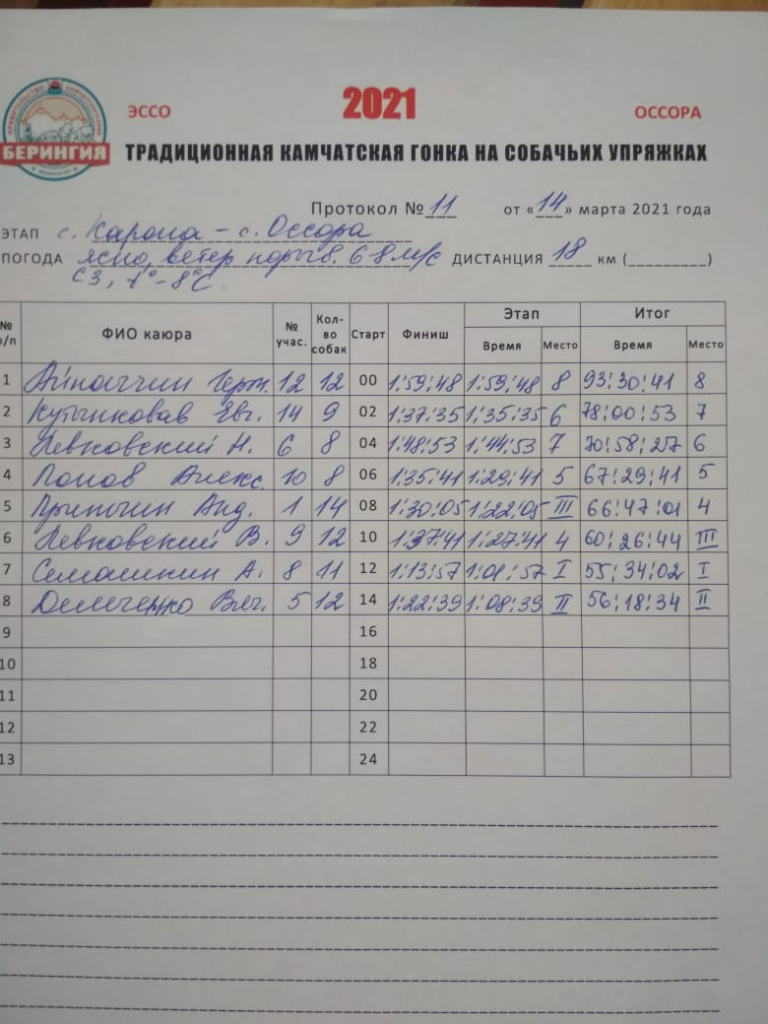 БЕРИНГИЯ
ЭССО 2021 ОССОРА
ТРАДИЦИОННАЯ КАМЧАТСКАЯ ГОНКА НА СОБАЧЬИХ УПРЯЖКАХ
Протокол № 11 от «14» марта 2021 года
ЭТАП с. Карага - с. Оссора
ПОГОДА ясно, ветер порыв. 6 8 м/с ДИСТАНЦИЯ 18 км (__________)
СЗ, t° -8°С
№ п/п ФИО каюра № учас. Кол-во собак Старт Финиш Этап Время Место Итог Время Место
1 12 12 00 1:59:48 1:59:48 8 93:30:41 8
2 Евг. 14 9 02 1:37:35 1:35:35 6 78:00:53 7
3 Левковский Н. 6 8 04 1:48:53 1:44:53 7 70:58:27 6
4 Попов Алекс. 10 8 06 1:35:41 1:29:41 5 67:29:41 5
5 Притчин Анд. 1 14 08 1:30:05 1:22:05 III 66:47:01 4
6 Левковский В. 9 12 10 1:37:41 1:27:41 4 60:26:44 III
7 Семашкин А. 8 11 12 1:13:57 1:01:57 I 55:34:02 I
8 Демченко Вяч. 5 12 14 1:22:39 1:08:39 II 56:18:34 II
9 16
10 18
11 20
12 22
13 24